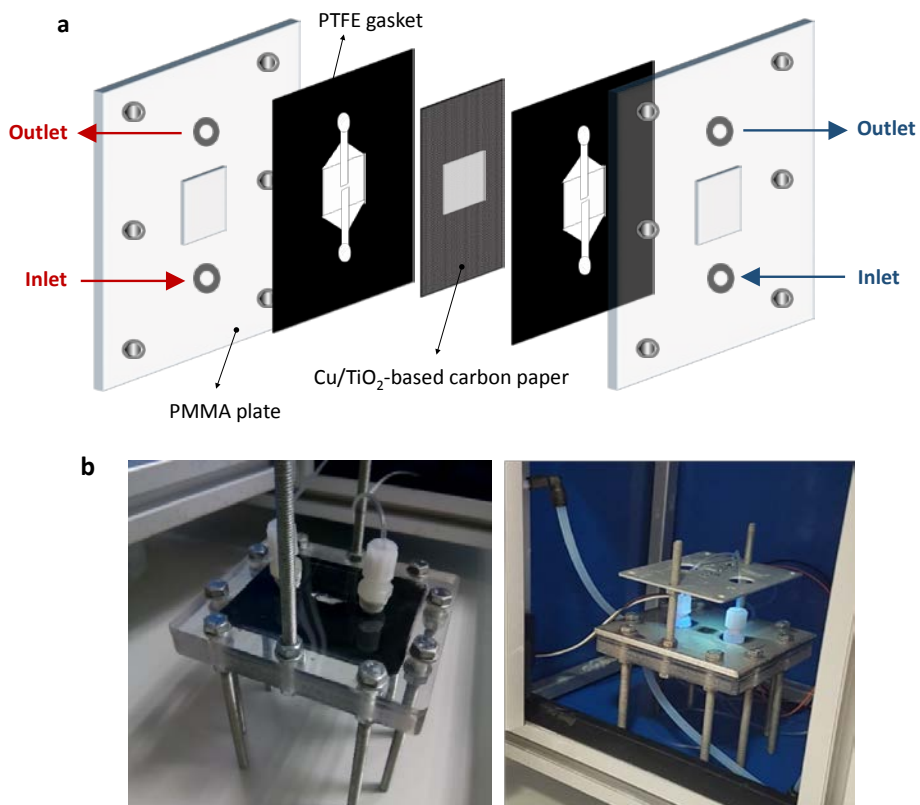 a
PTFE gasket
Outlet
Outlet
Inlet
Inlet
Cu/TiO₂-based carbon paper
PMMA plate
b